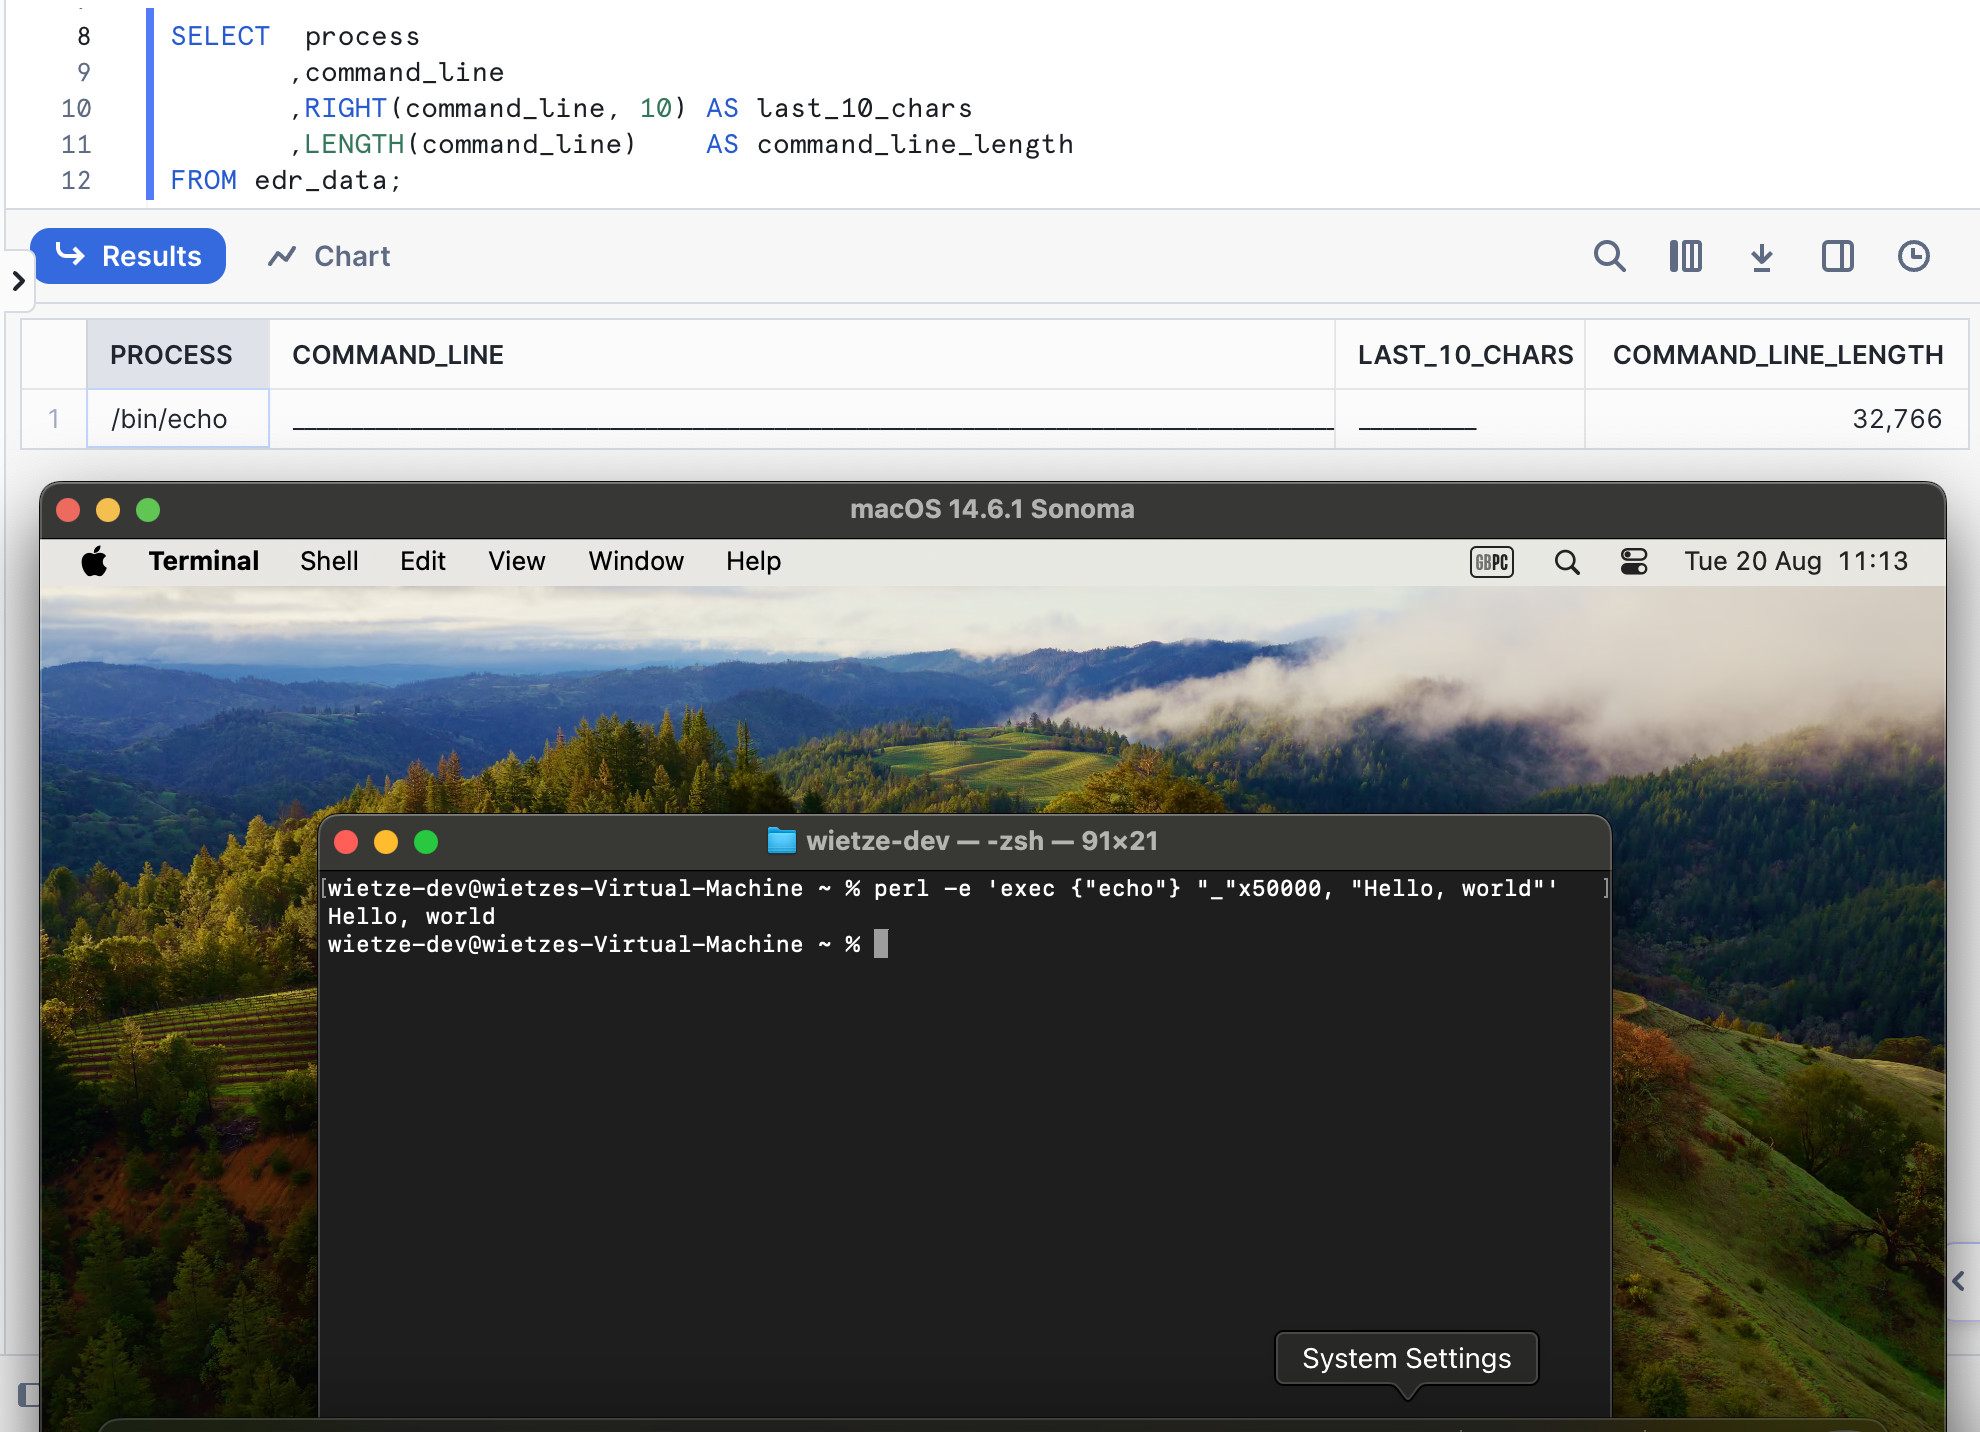 8 SELECT process
9 ,command_line
10 ,RIGHT(command_line, 10) AS last_10_chars
11 ,LENGTH(command_line) AS command_line_length
12 FROM edr_data;
Results Chart
PROCESS COMMAND_LINE LAST_10_CHARS COMMAND_LINE_LENGTH
1 /bin/echo _________________________________________________________________________________________ __________ 32,766
macOS 14.6.1 Sonoma
Terminal Shell Edit View Window Help GBPC Tue 20 Aug 11:13
wietze-dev — -zsh — 91×21
[wietze-dev@wietzes-Virtual-Machine ~ % perl -e 'exec {"echo"} "_"x50000, "Hello, world"' ]
Hello, world
wietze-dev@wietzes-Virtual-Machine ~ %
System Settings